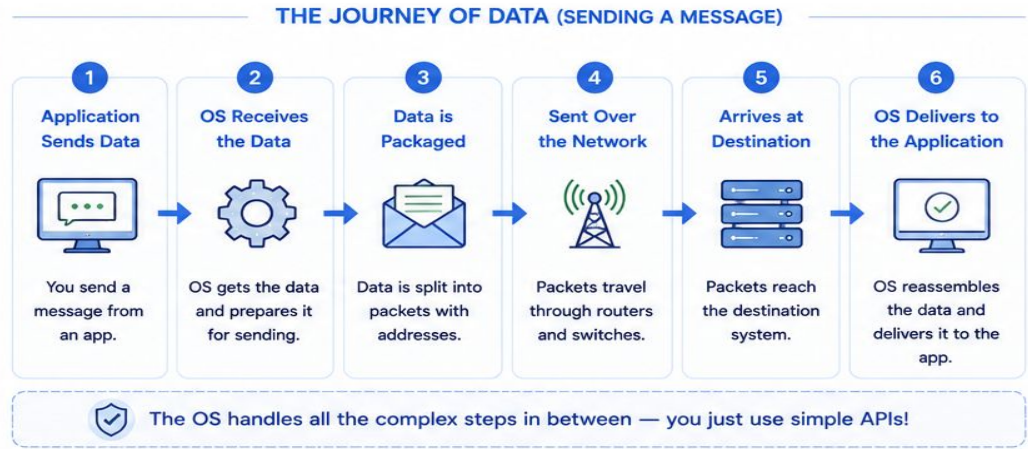 THE JOURNEY OF DATA (SENDING A MESSAGE)
1
Application
Sends Data
You send a
message from
an app.
2
OS Receives
the Data
OS gets the data
and prepares it
for sending.
3
Data is
Packaged
Data is split into
packets with
addresses.
4
Sent Over
the Network
Packets travel
through routers
and switches.
5
Arrives at
Destination
Packets reach
the destination
system.
6
OS Delivers to
the Application
OS reassembles
the data and
delivers it to the
app.
The OS handles all the complex steps in between — you just use simple APIs!